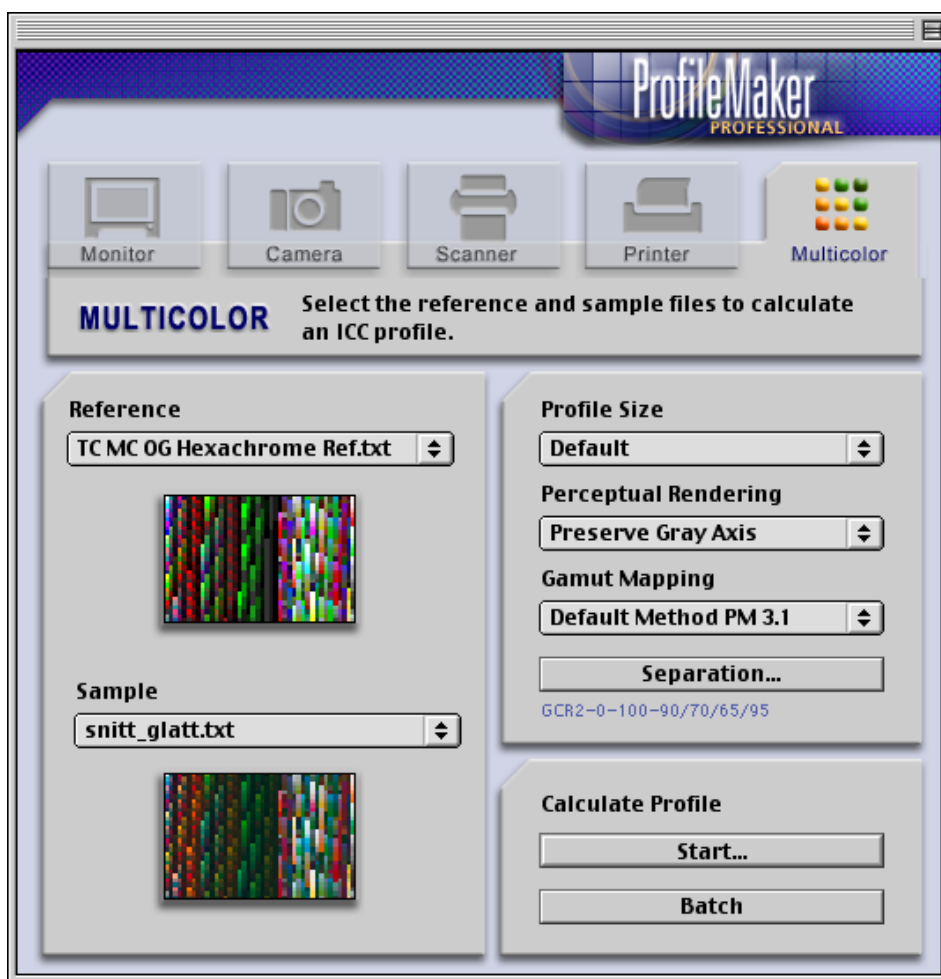 ProfileMaker
PROFESSIONAL
Monitor
Camera
Scanner
Printer
Multicolor
MULTICOLOR
Select the reference and sample files to calculate
an ICC profile.
Reference
TC MC OG Hexachrome Ref.txt
Sample
snitt_glatt.txt
Profile Size
Default
Perceptual Rendering
Preserve Gray Axis
Gamut Mapping
Default Method PM 3.1
Separation...
GCR2-0-100-90/70/65/95
Calculate Profile
Start...
Batch